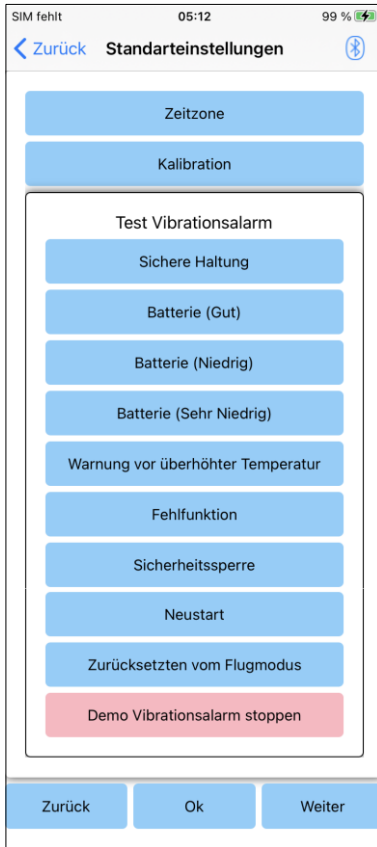 SIM fehlt 05:12 99 %
Zurück Standarteinstellungen
Zeitzone
Kalibration
Test Vibrationsalarm
Sichere Haltung
Batterie (Gut)
Batterie (Niedrig)
Batterie (Sehr Niedrig)
Warnung vor überhöhter Temperatur
Fehlfunktion
Sicherheitssperre
Neustart
Zurücksetzten vom Flugmodus
Demo Vibrationsalarm stoppen
Zurück Ok Weiter